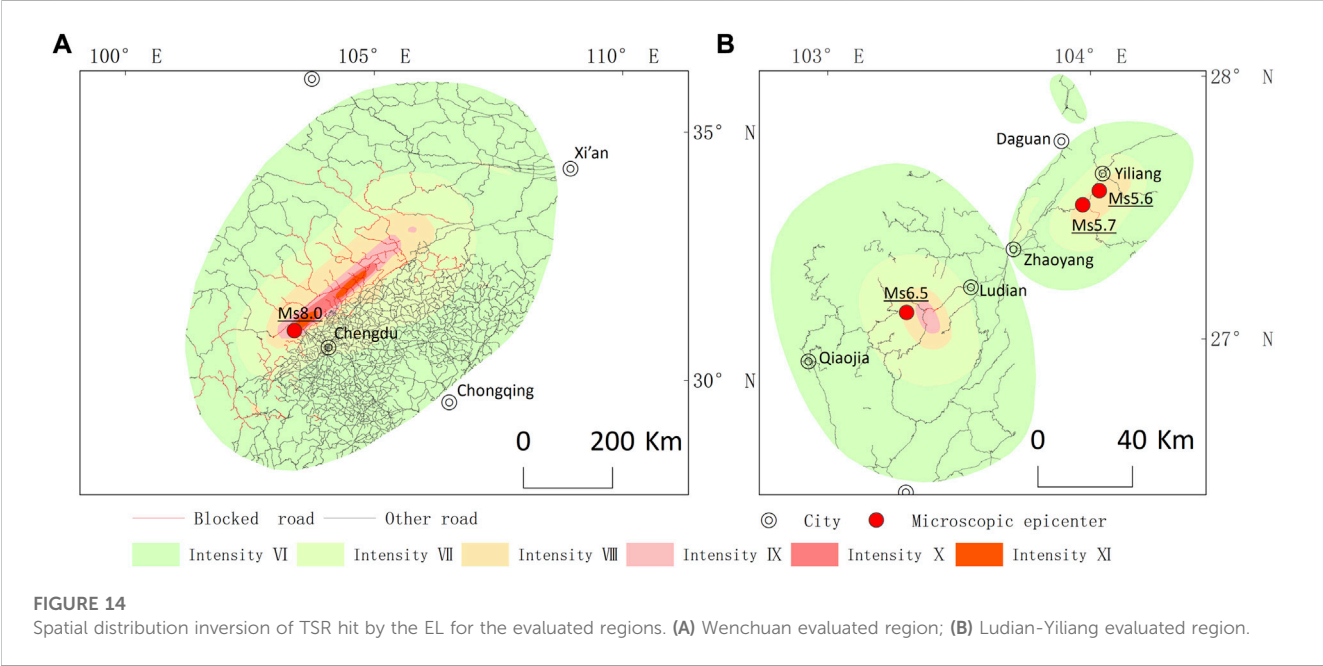 A
B
100° E
105° E
110° E
103° E
104° E
28° N
35° N
Xi'an
Daguan
Yiliang
Ms5.6
Ms5.7
Zhaoyang
Ms6.5
Ludian
Ms8.0
Chengdu
27° N
Qiaojia
30° N
Chongqing
0 200 Km
0 40 Km
Blocked road
Other road
City
Microscopic epicenter
Intensity Ⅵ
Intensity Ⅶ
Intensity Ⅷ
Intensity Ⅸ
Intensity Ⅹ
Intensity Ⅺ
FIGURE 14
Spatial distribution inversion of TSR hit by the EL for the evaluated regions. (A) Wenchuan evaluated region; (B) Ludian-Yiliang evaluated region.